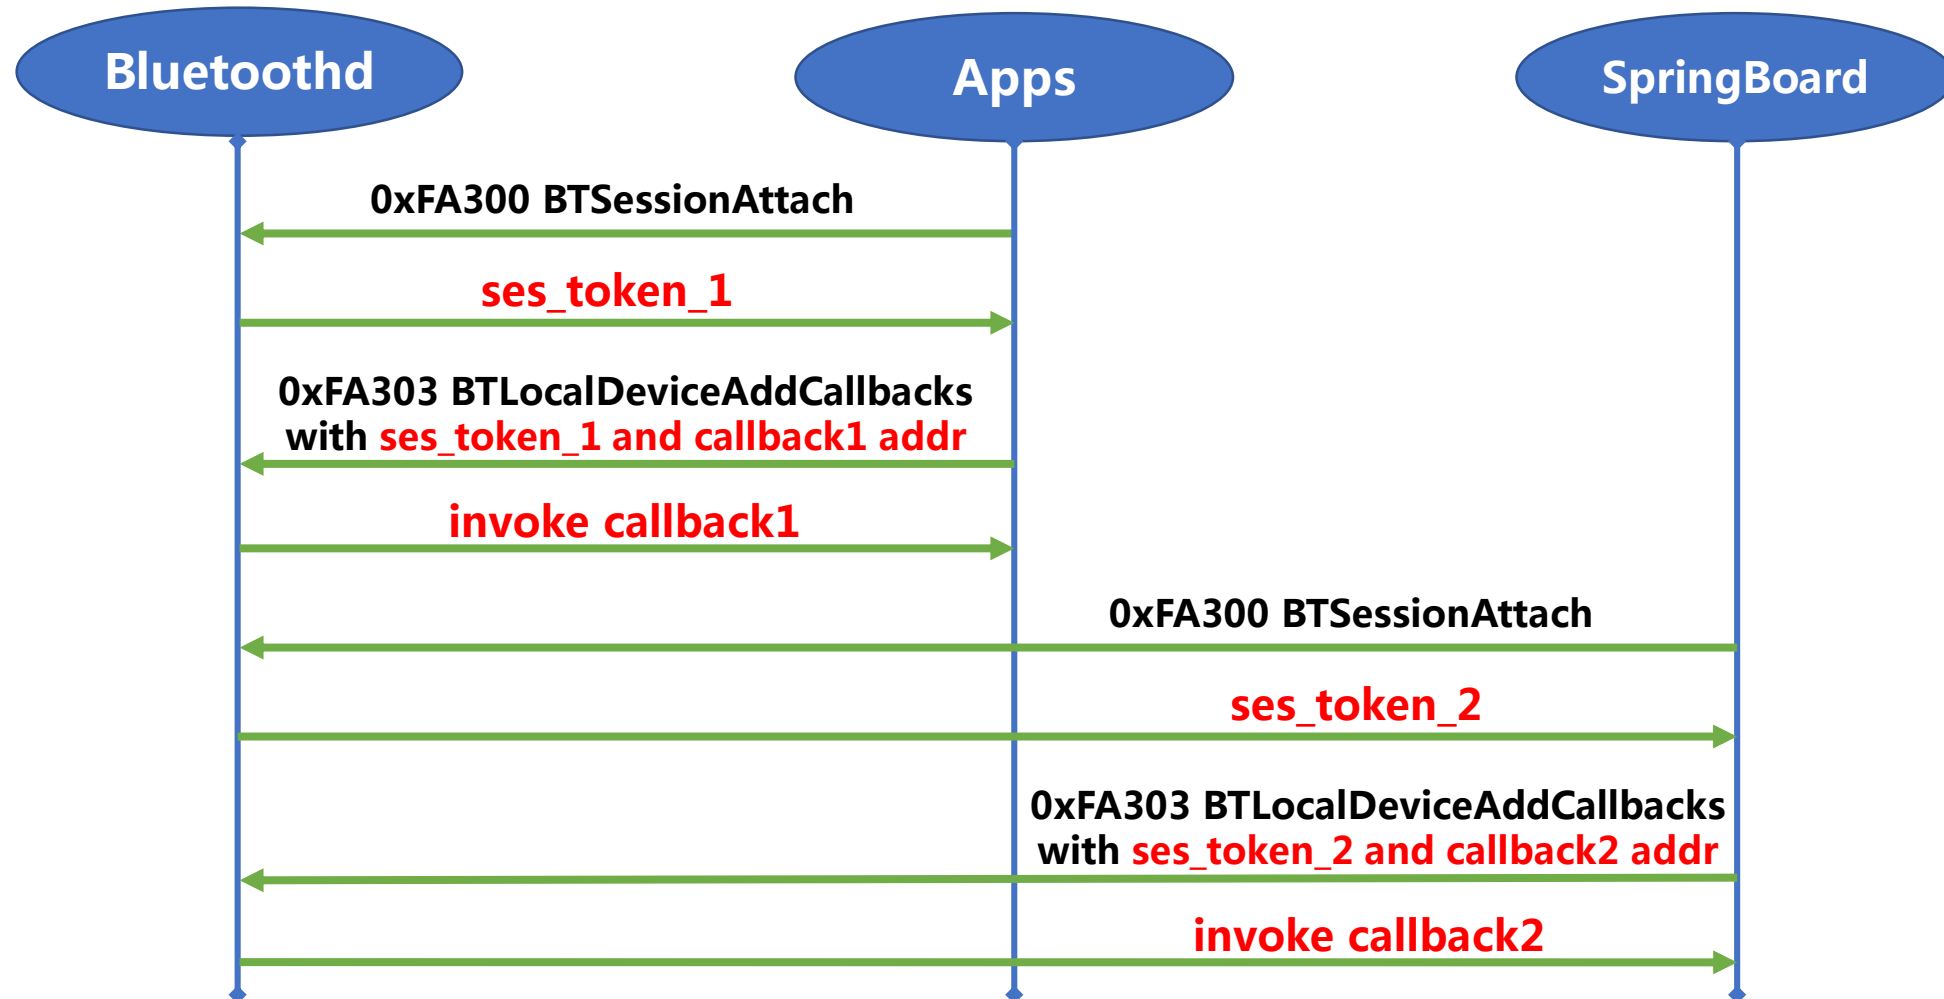 Bluetoothd
Apps
SpringBoard
0xFA300 BTSessionAttach
ses_token_1
0xFA303 BTLocalDeviceAddCallbacks
with ses_token_1 and callback1 addr
invoke callback1
0xFA300 BTSessionAttach
ses_token_2
0xFA303 BTLocalDeviceAddCallbacks
with ses_token_2 and callback2 addr
invoke callback2